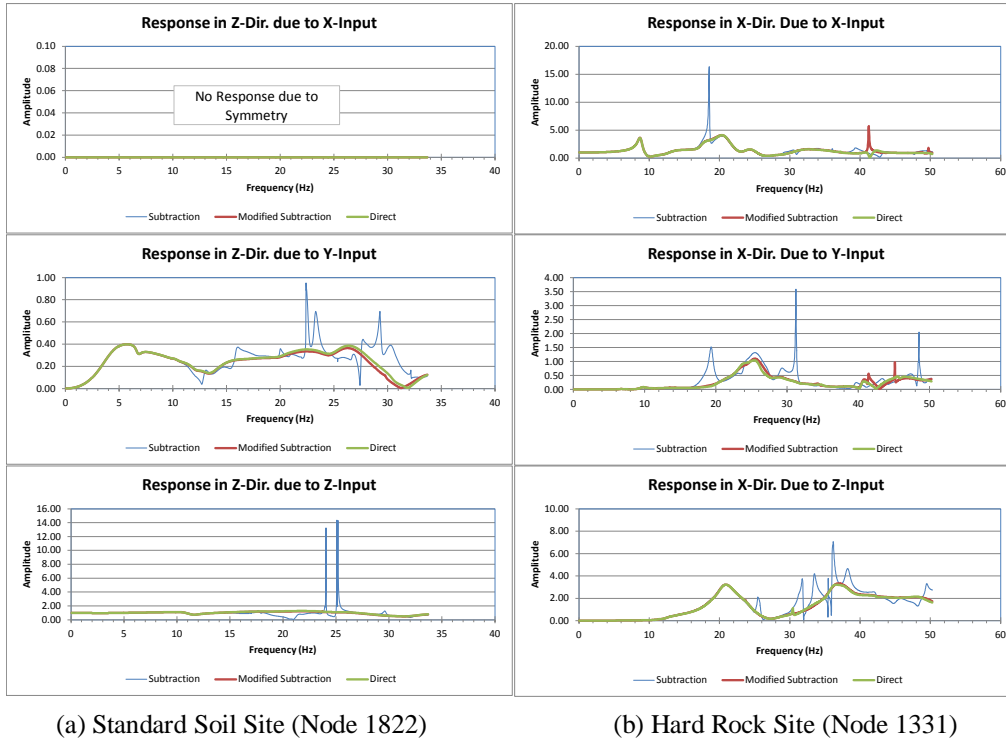 Response in Z-Dir. due to X-Input
Amplitude
0.10
0.08
0.06
0.04
0.02
0.00
No Response due to
Symmetry
0 5 10 15 20 25 30 35 40
Frequency (Hz)
Subtraction Modified Subtraction Direct
Response in Z-Dir. due to Y-Input
Amplitude
1.00
0.80
0.60
0.40
0.20
0.00
0 5 10 15 20 25 30 35 40
Frequency (Hz)
Subtraction Modified Subtraction Direct
Response in Z-Dir. due to Z-Input
Amplitude
16.00
14.00
12.00
10.00
8.00
6.00
4.00
2.00
0.00
0 5 10 15 20 25 30 35 40
Frequency (Hz)
Subtraction Modified Subtraction Direct
(a) Standard Soil Site (Node 1822)
Response in X-Dir. Due to X-Input
Amplitude
20.00
15.00
10.00
5.00
0.00
0 10 20 30 40 50 60
Frequency (Hz)
Subtraction Modified Subtraction Direct
Response in X-Dir. Due to Y-Input
Amplitude
4.00
3.50
3.00
2.50
2.00
1.50
1.00
0.50
0.00
0 10 20 30 40 50 60
Frequency (Hz)
Subtraction Modified Subtraction Direct
Response in X-Dir. Due to Z-Input
Amplitude
10.00
8.00
6.00
4.00
2.00
0.00
0 10 20 30 40 50 60
Frequency (Hz)
Subtraction Modified Subtraction Direct
(b) Hard Rock Site (Node 1331)